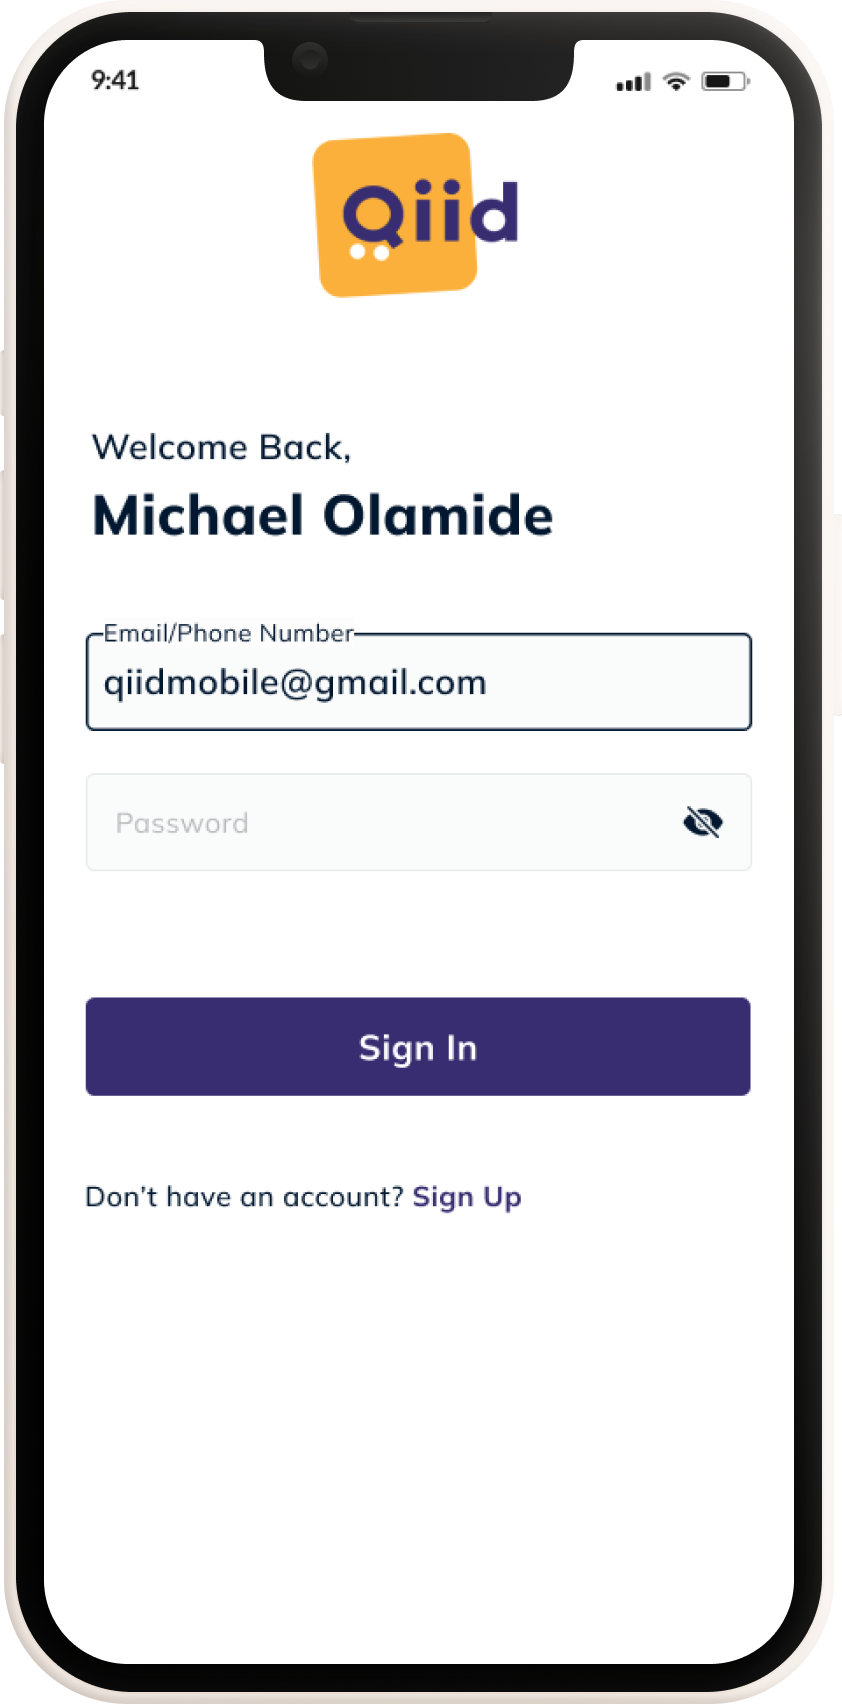 9:41
Qiid
Welcome Back,
Michael Olamide
Email/Phone Number
qiidmobile@gmail.com
Password
Sign In
Don't have an account? Sign Up